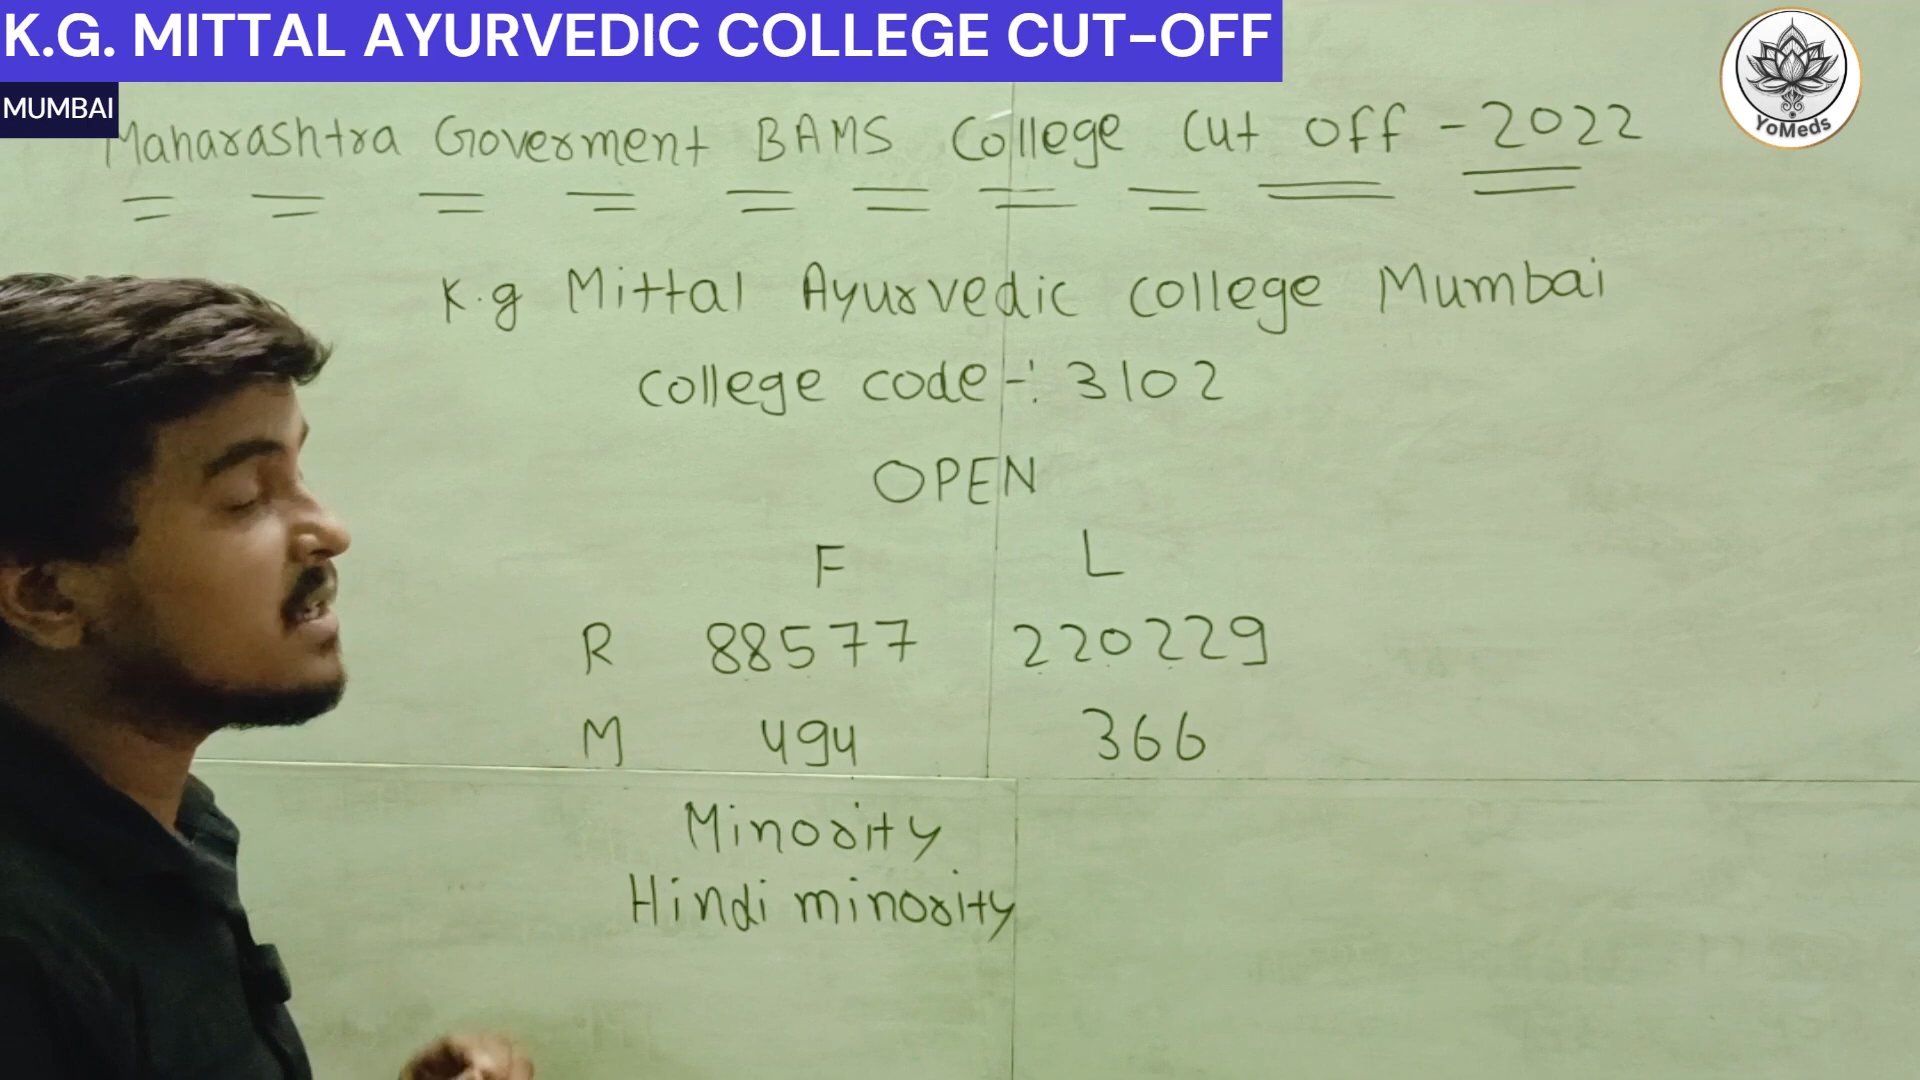 K.G. MITTAL AYURVEDIC COLLEGE CUT-OFF
MUMBAI
YoMeds
Maharashtra Goverment BAMS College Cut off - 2022
K.g Mittal Ayurvedic college Mumbai
college code -: 3102
OPEN
F L
R 88577 220229
M 494 366
Minority
Hindi minority